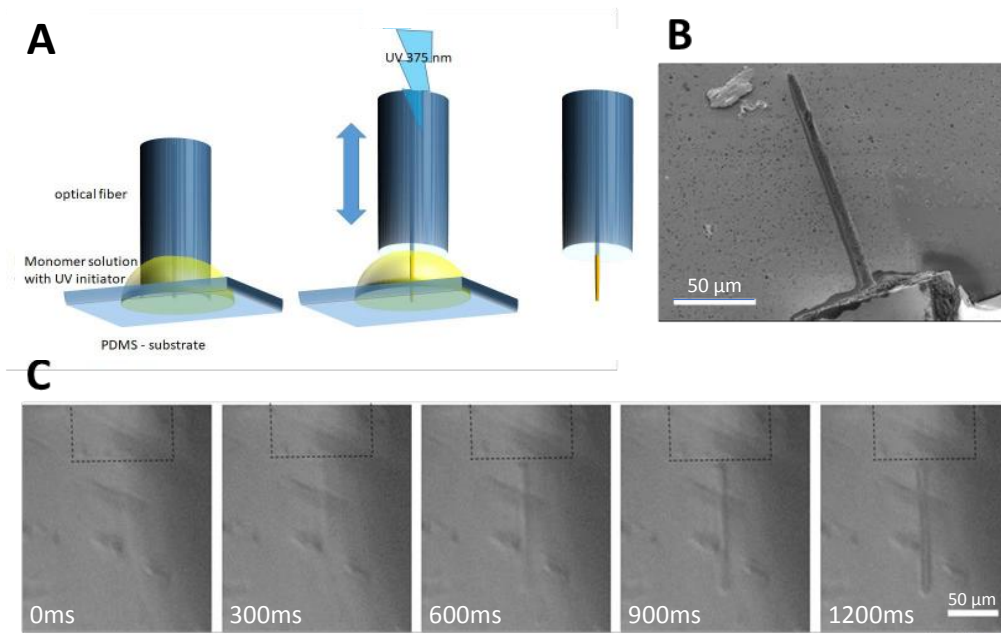 A
UV 375 nm
optical fiber
Monomer solution
with UV initiator
PDMS - substrate
B
50 µm
C
0ms
300ms
600ms
900ms
1200ms
50 µm